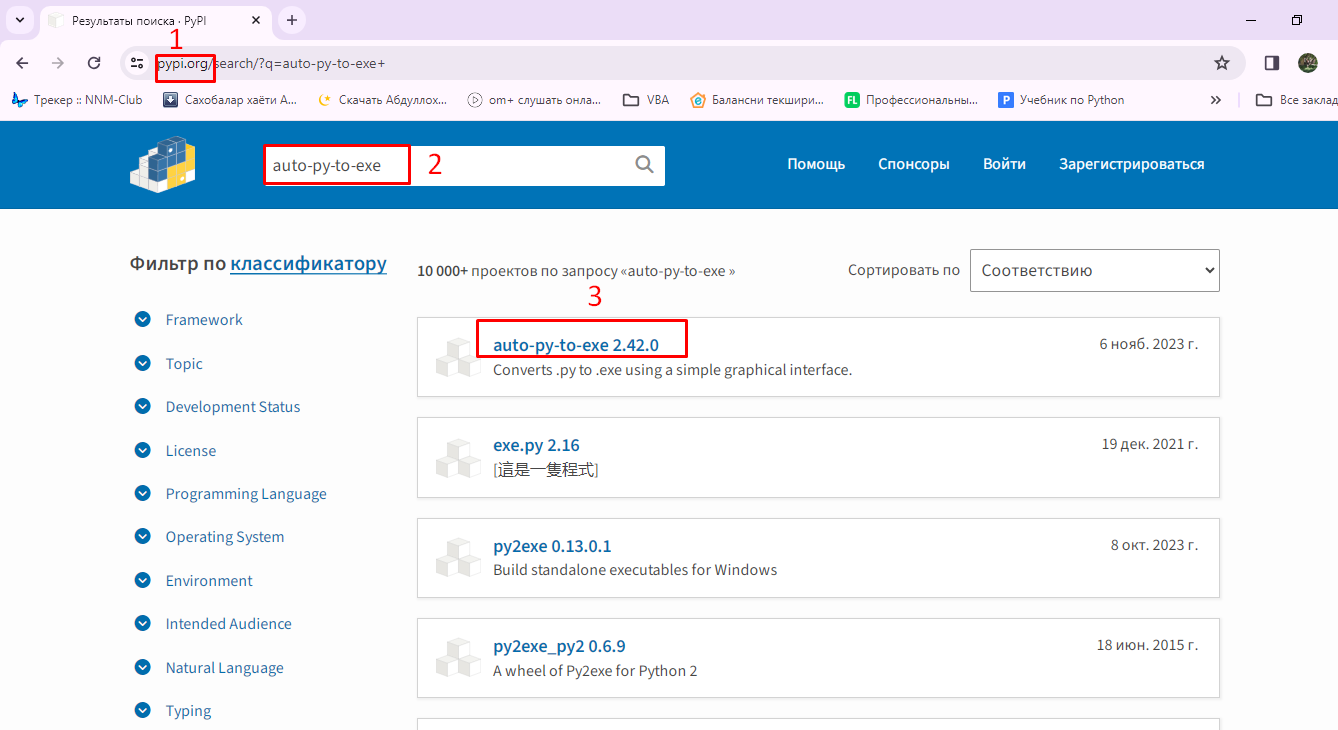 Результаты поиска · PyPI
1
pypi.org/search/?q=auto-py-to-exe+
Трекер :: NNM-Club
Сахобалар хаёти А...
Скачать Абдуллох...
om+ слушать онла...
VBA
Балансни текшири...
Профессиональны...
Учебник по Python
»
Все заклад
auto-py-to-exe
2
Помощь
Спонсоры
Войти
Зарегистрироваться
Фильтр по классификатору
Framework
Topic
Development Status
License
Programming Language
Operating System
Environment
Intended Audience
Natural Language
Typing
10 000+ проектов по запросу «auto-py-to-exe »
Сортировать по
Соответствию
3
auto-py-to-exe 2.42.0
6 нояб. 2023 г.
Converts .py to .exe using a simple graphical interface.
exe.py 2.16
19 дек. 2021 г.
[這是一隻程式]
py2exe 0.13.0.1
8 окт. 2023 г.
Build standalone executables for Windows
py2exe_py2 0.6.9
18 июн. 2015 г.
A wheel of Py2exe for Python 2